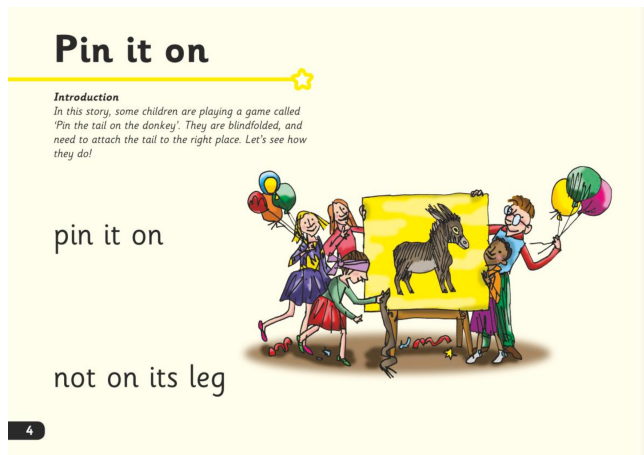 Pin it on
Introduction
In this story, some children are playing a game called
‘Pin the tail on the donkey’. They are blindfolded, and
need to attach the tail to the right place. Let’s see how
they do!
pin it on
not on its leg
4